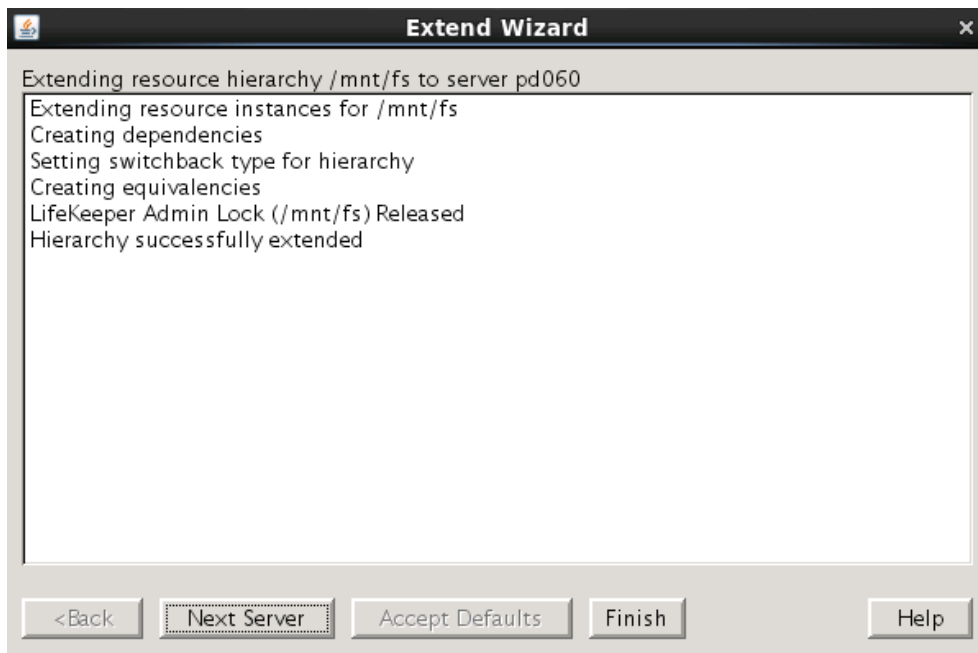 Extend Wizard
Extending resource hierarchy /mnt/fs to server pd060
Extending resource instances for /mnt/fs
Creating dependencies
Setting switchback type for hierarchy
Creating equivalencies
LifeKeeper Admin Lock (/mnt/fs) Released
Hierarchy successfully extended
<Back Next Server Accept Defaults Finish Help